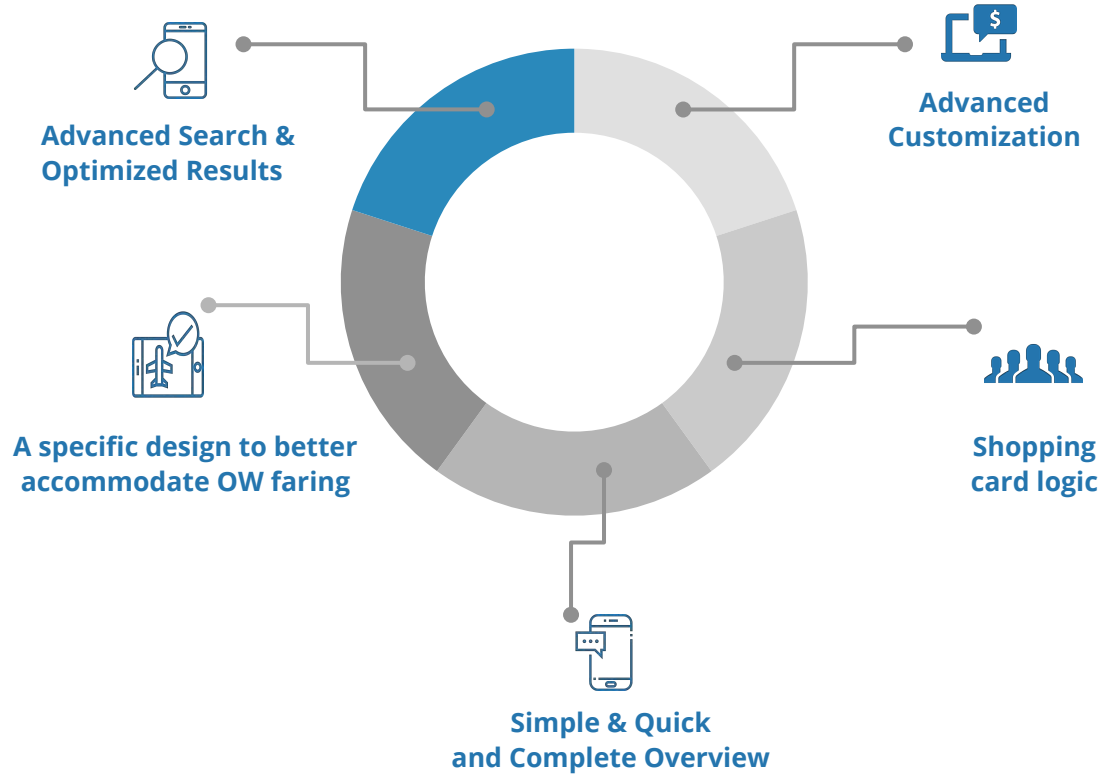 $
Advanced
Customization
Advanced Search &
Optimized Results
A specific design to better
accommodate OW faring
Shopping
card logic
Simple & Quick
and Complete Overview